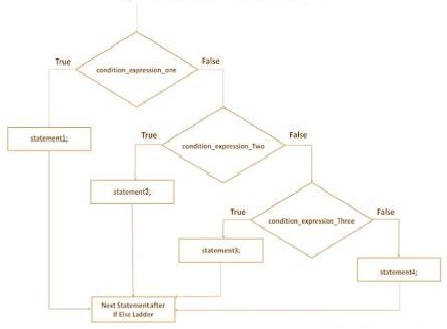 True
condition_expression_one
False
statement1;
True
condition_expression_Two
False
statement2;
True
condition_expression_Three
False
statement3;
statement4;
Next Statement after
If Else Ladder